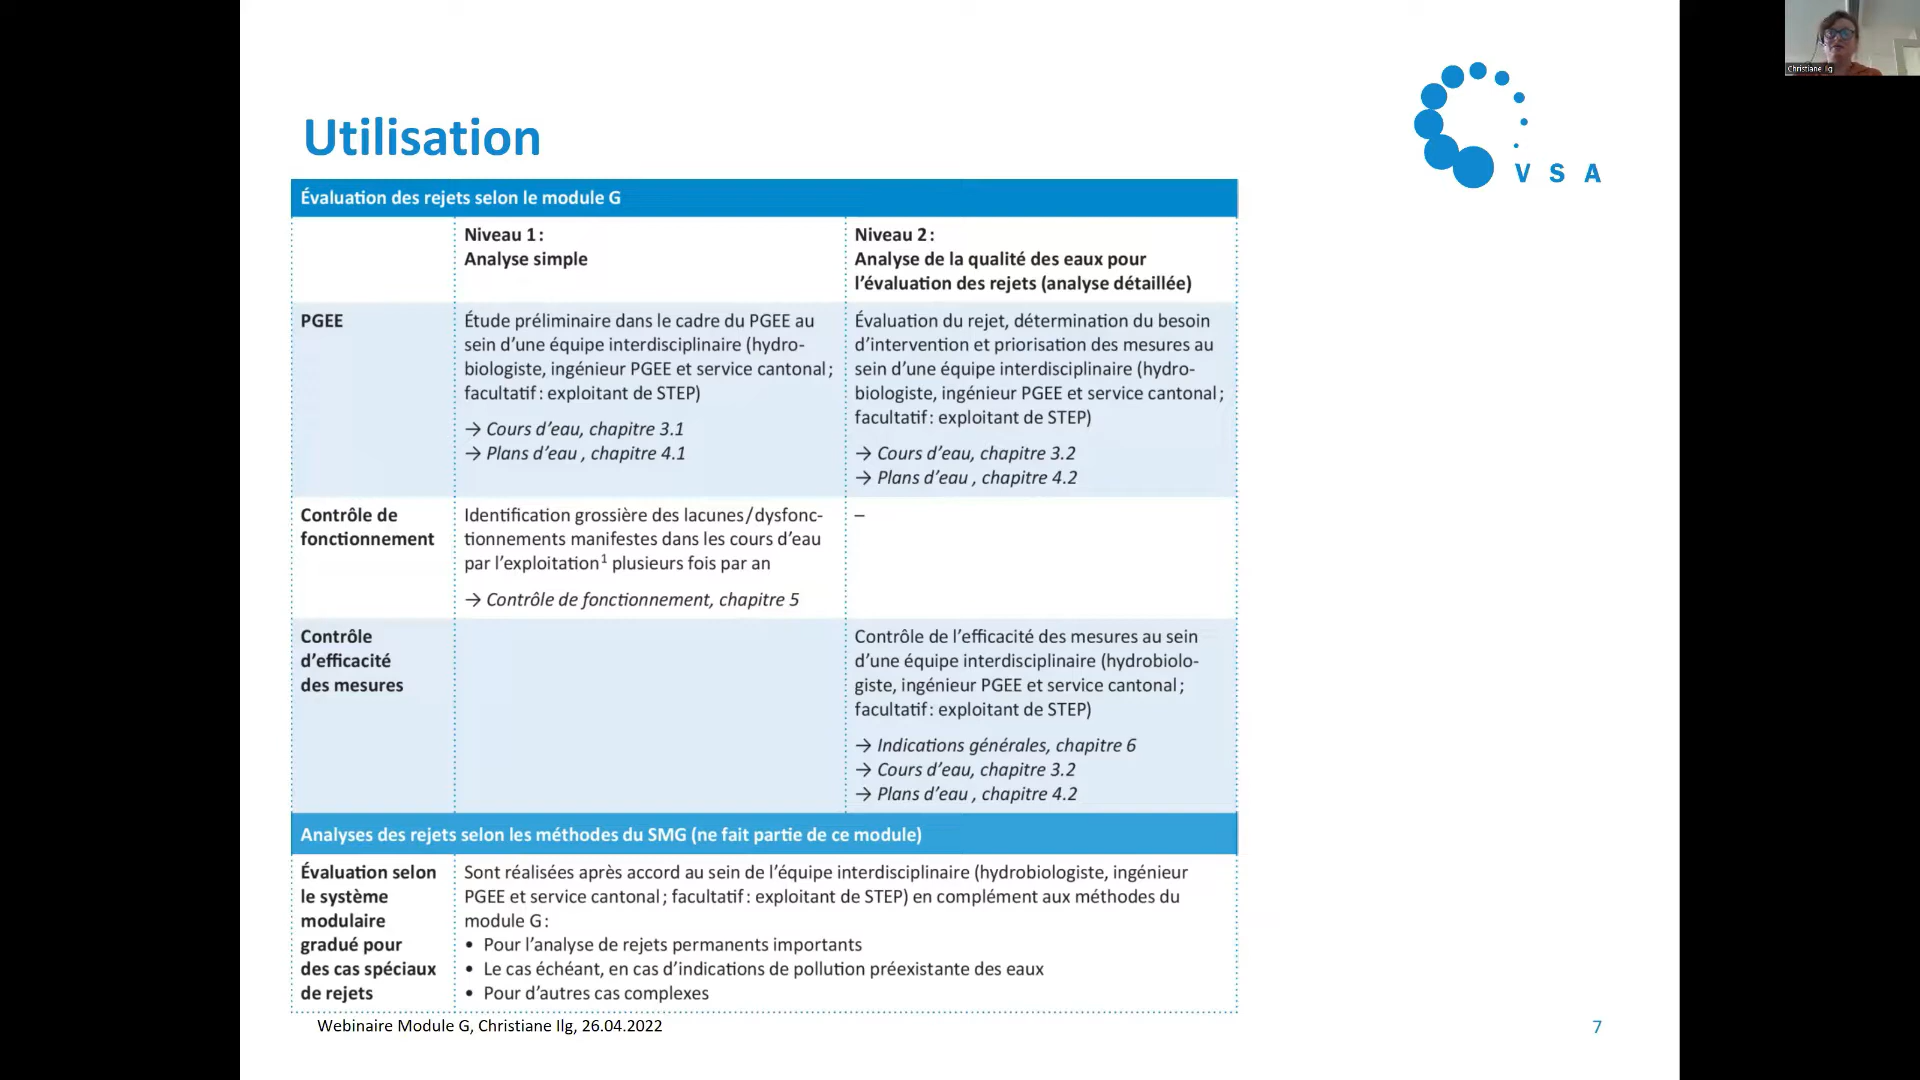 Christiane Ilg
VSA
Utilisation
Évaluation des rejets selon le module G
Niveau 1 :
Analyse simple
Niveau 2 :
Analyse de la qualité des eaux pour
l’évaluation des rejets (analyse détaillée)
PGEE
Étude préliminaire dans le cadre du PGEE au
sein d’une équipe interdisciplinaire (hydro-
biologiste, ingénieur PGEE et service cantonal ;
facultatif : exploitant de STEP)
→ Cours d’eau, chapitre 3.1
→ Plans d’eau , chapitre 4.1
Évaluation du rejet, détermination du besoin
d’intervention et priorisation des mesures au
sein d’une équipe interdisciplinaire (hydro-
biologiste, ingénieur PGEE et service cantonal ;
facultatif : exploitant de STEP)
→ Cours d’eau, chapitre 3.2
→ Plans d’eau , chapitre 4.2
Contrôle de
fonctionnement
Identification grossière des lacunes/dysfonc-
tionnements manifestes dans les cours d’eau
par l’exploitation¹ plusieurs fois par an
→ Contrôle de fonctionnement, chapitre 5
–
Contrôle
d’efficacité
des mesures
Contrôle de l’efficacité des mesures au sein
d’une équipe interdisciplinaire (hydrobiolo-
giste, ingénieur PGEE et service cantonal ;
facultatif : exploitant de STEP)
→ Indications générales, chapitre 6
→ Cours d’eau, chapitre 3.2
→ Plans d’eau , chapitre 4.2
Analyses des rejets selon les méthodes du SMG (ne fait partie de ce module)
Évaluation selon
le système
modulaire
gradué pour
des cas spéciaux
de rejets
Sont réalisées après accord au sein de l’équipe interdisciplinaire (hydrobiologiste, ingénieur
PGEE et service cantonal ; facultatif : exploitant de STEP) en complément aux méthodes du
module G :
• Pour l’analyse de rejets permanents importants
• Le cas échéant, en cas d’indications de pollution préexistante des eaux
• Pour d’autres cas complexes
Webinaire Module G, Christiane Ilg, 26.04.2022
7